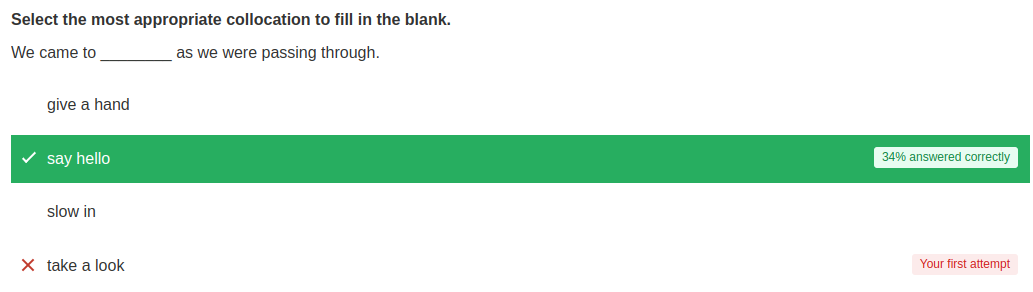 Select the most appropriate collocation to fill in the blank.
We came to ________ as we were passing through.
give a hand
say hello 34% answered correctly
slow in
take a look Your first attempt